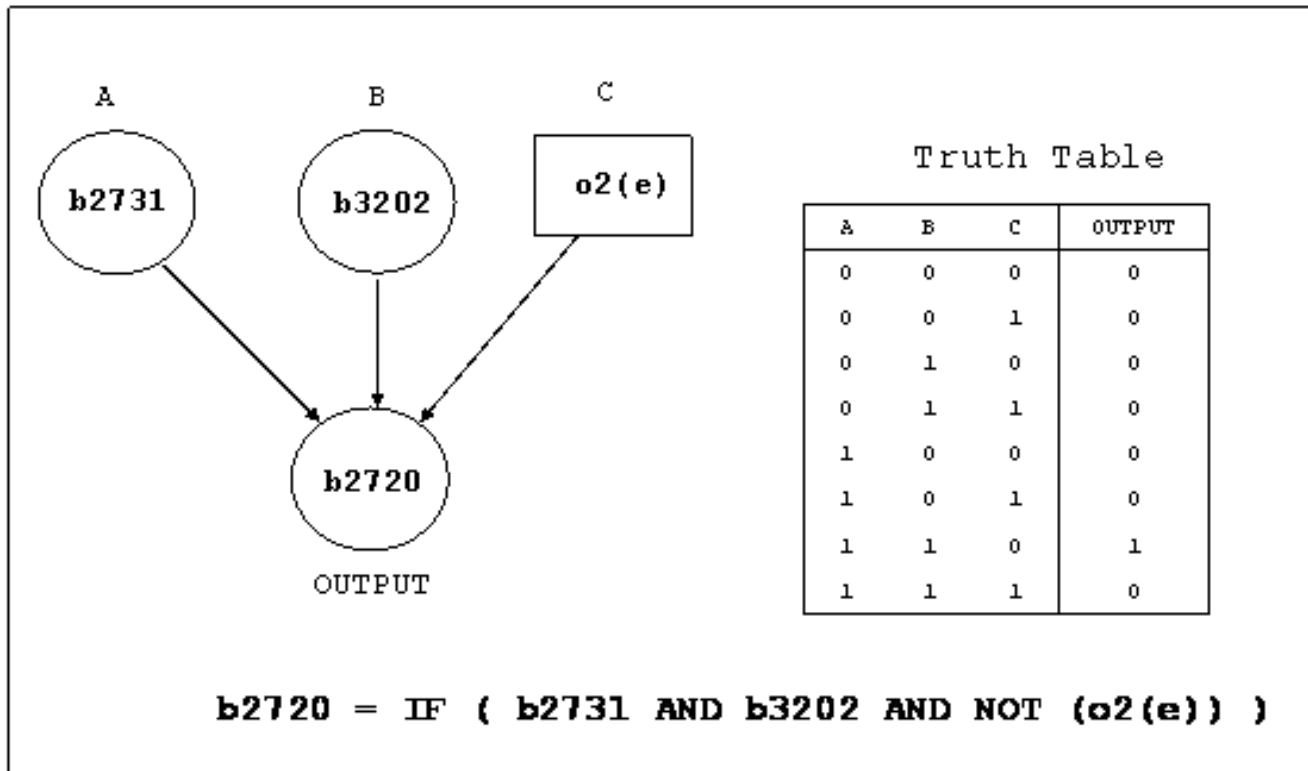 A B C
b2731 b3202 o2(e)
b2720
OUTPUT
Truth Table
A B C OUTPUT
0 0 0 0
0 0 1 0
0 1 0 0
0 1 1 0
1 0 0 0
1 0 1 0
1 1 0 1
1 1 1 0
b2720 = IF ( b2731 AND b3202 AND NOT (o2(e)) )